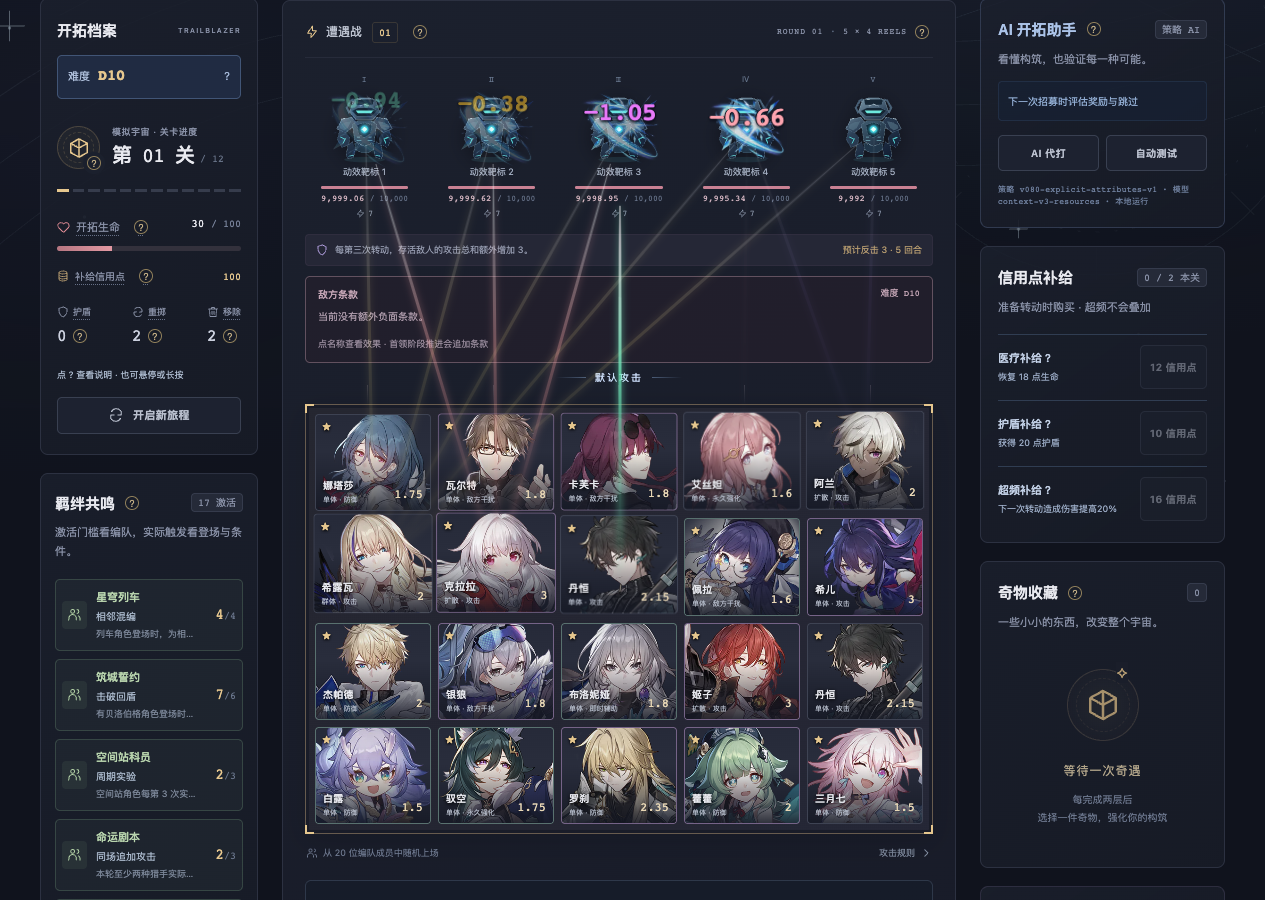 开拓档案
TRAILBLAZER
难度 D10
?
模拟宇宙 · 关卡进度
第 01 关 / 12
?
开拓生命 ? 30 / 100
补给信用点 ? 100
护盾 重掷 移除
0 ? 2 ? 2 ?
点 ? 查看说明 · 也可悬停或长按
开启新旅程
羁绊共鸣 ? 17 激活
激活门槛看编队，实际触发看登场与条
件。
星穹列车
相邻混编 4/4
列车角色登场时，为相…
筑城誓约
击破回盾 7/6
有贝洛伯格角色登场时…
空间站科员
周期实验 2/3
空间站角色每第 3 次实…
命运剧本
同场追加攻击 2/3
本轮至少两种猎手实际…
遭遇战 01 ?
ROUND 01 · 5 × 4 REELS ?
I II III IV V
-0.94 -0.38 -1.05 -0.66
动效靶标 1 动效靶标 2 动效靶标 3 动效靶标 4 动效靶标 5
9,999.06 / 10,000 9,999.62 / 10,000 9,998.95 / 10,000 9,995.34 / 10,000 9,992 / 10,000
7 7 7 7 7
每第三次转动，存活敌人的攻击总和额外增加 3。
预计反击 3 · 5 回合
敌方条款 难度 D10
当前没有额外负面条款。
点名称查看效果 · 首领阶段推进会追加条款
默认攻击
娜塔莎 瓦尔特 卡芙卡 艾丝妲 阿兰
单体 · 防御 1.75 单体 · 敌方干扰 1.8 单体 · 敌方干扰 1.8 单体 · 永久强化 1.6 扩散 · 攻击 2
希露瓦 克拉拉 丹恒 佩拉 希儿
群体 · 攻击 2 扩散 · 攻击 3 单体 · 攻击 2.15 单体 · 敌方干扰 1.6 单体 · 攻击 3
杰帕德 银狼 布洛妮娅 姬子 丹恒
单体 · 防御 2 单体 · 敌方干扰 1.8 单体 · 即时辅助 1.8 扩散 · 攻击 3 单体 · 攻击 2.15
白露 驭空 罗刹 藿藿 三月七
单体 · 防御 1.5 单体 · 永久强化 1.75 单体 · 防御 2.35 单体 · 防御 2 单体 · 防御 1.5
从 20 位编队成员中随机上场
攻击规则
AI 开拓助手 ? 策略 AI
看懂构筑，也验证每一种可能。
下一次招募时评估奖励与跳过
AI 代打 自动测试
策略 v080-explicit-attributes-v1 · 模型
context-v3-resources · 本地运行
信用点补给 0 / 2 本关
准备转动时购买 · 超频不会叠加
医疗补给 ?
恢复 18 点生命
12 信用点
护盾补给 ?
获得 20 点护盾
10 信用点
超频补给 ?
下一次转动造成伤害提高20%
16 信用点
奇物收藏 ? 0
一些小小的东西，改变整个宇宙。
等待一次奇遇
每完成两层后
选择一件奇物，强化你的构筑